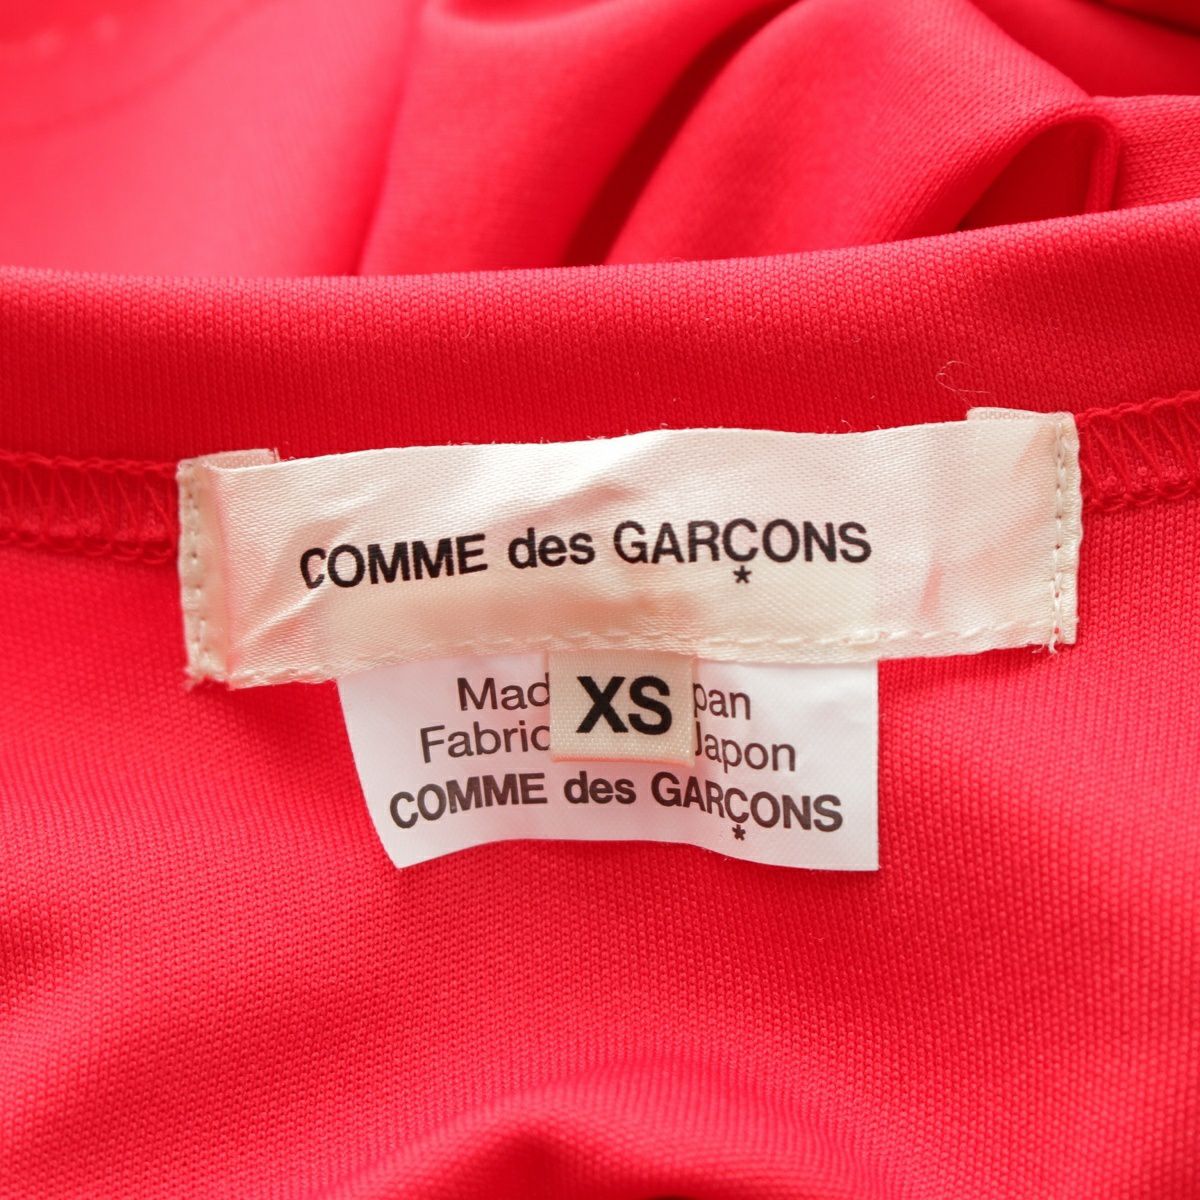 COMME des GARÇONS
*
XS
Mad pan
Fabric Japon
COMME des GARÇONS
*